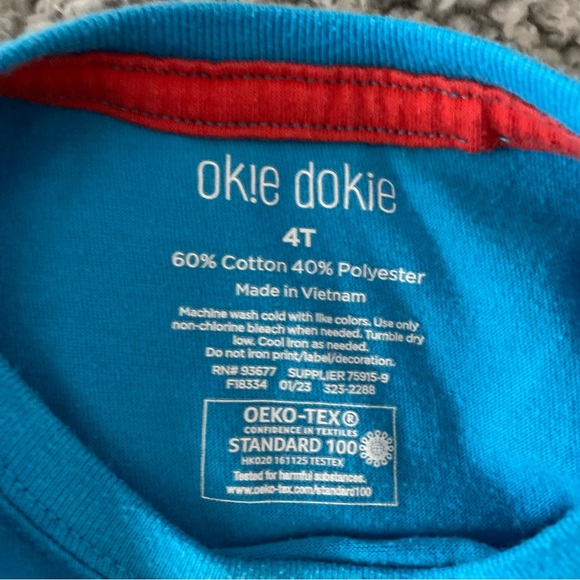 ok!e dokie
4T
60% Cotton 40% Polyester
Made in Vietnam
Machine wash cold with like colors. Use only
non-chlorine bleach when needed. Tumble dry
low. Cool iron as needed.
Do not iron print/label/decoration.
RN# 93677 SUPPLIER 75915-9
F18334 01/23 323-2288
OEKO-TEX®
CONFIDENCE IN TEXTILES
STANDARD 100
HK020 161125 TESTEX
Tested for harmful substances.
www.oeko-tex.com/standard100